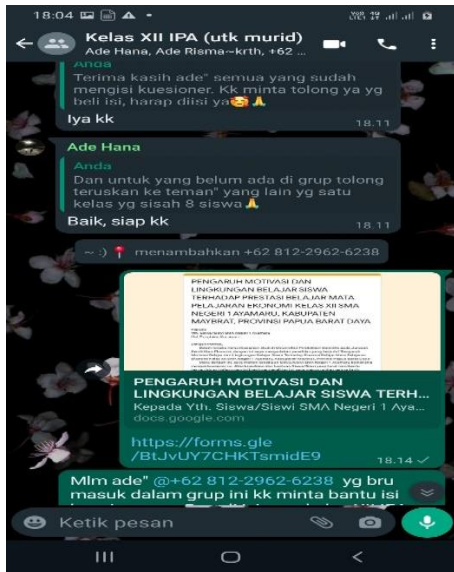 18.04
Kelas XII IPA (utk murid)
Ade Hana, Ade Risma~krth, +62 ...
Anda
Terima kasih ade" semua yang sudah
mengisi kuesioner. Kk minta tolong ya yg
beli isi, harap diisi ya
Iya kk
18.11
Ade Hana
Anda
Dan untuk yang belum ada di grup tolong
teruskan ke teman" yang lain yg satu
kelas yg sisah 8 siswa
Baik, siap kk
18.11
~ :) menambahkan +62 812-2962-6238
PENGARUH MOTIVASI DAN
LINGKUNGAN BELAJAR SISWA
TERHADAP PRESTASI BELAJAR MATA
PELAJARAN EKONOMI KELAS XII SMA
NEGERI 1 AYAMARU, KABUPATEN
MAYBRAT, PROVINSI PAPUA BARAT DAYA
PENGARUH MOTIVASI DAN
LINGKUNGAN BELAJAR SISWA TERH...
Kepada Yth. Siswa/Siswi SMA Negeri 1 Aya...
docs.google.com
https://forms.gle
/BtJvUY7CHKTsmidE9
18.14
Mlm ade" @+62 812-2962-6238 yg bru
masuk dalam grup ini kk minta bantu isi
Ketik pesan